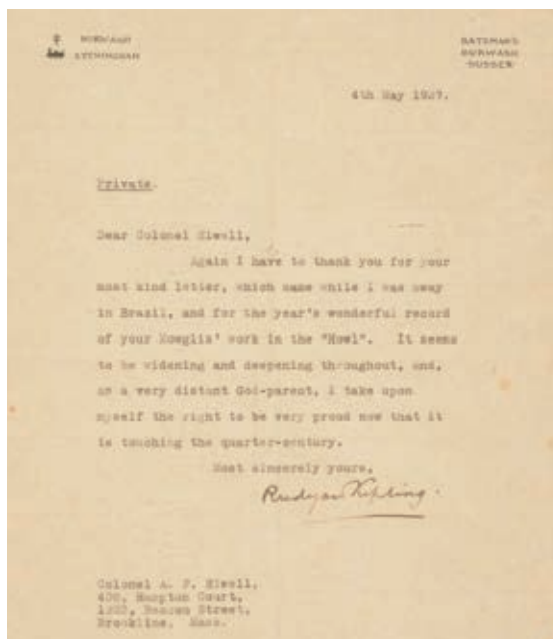 BURWASH
ETCHINGHAM
BATEMAN'S
BURWASH
SUSSEX
4th May 1927.
Private.
Dear Colonel Elwell,
Again I have to thank you for your
most kind letter, which came while I was away
in Brazil, and for the year's wonderful record
of your Mowglis' work in the "Howl". It seems
to be widening and deepening throughout, and,
as a very distant God-parent, I take upon
myself the right to be very proud now that it
is touching the quarter-century.
Most sincerely yours,
Rudyard Kipling.
Colonel A. F. Elwell,
Hampton Court,
Beacon Street,
Brookline, Mass.